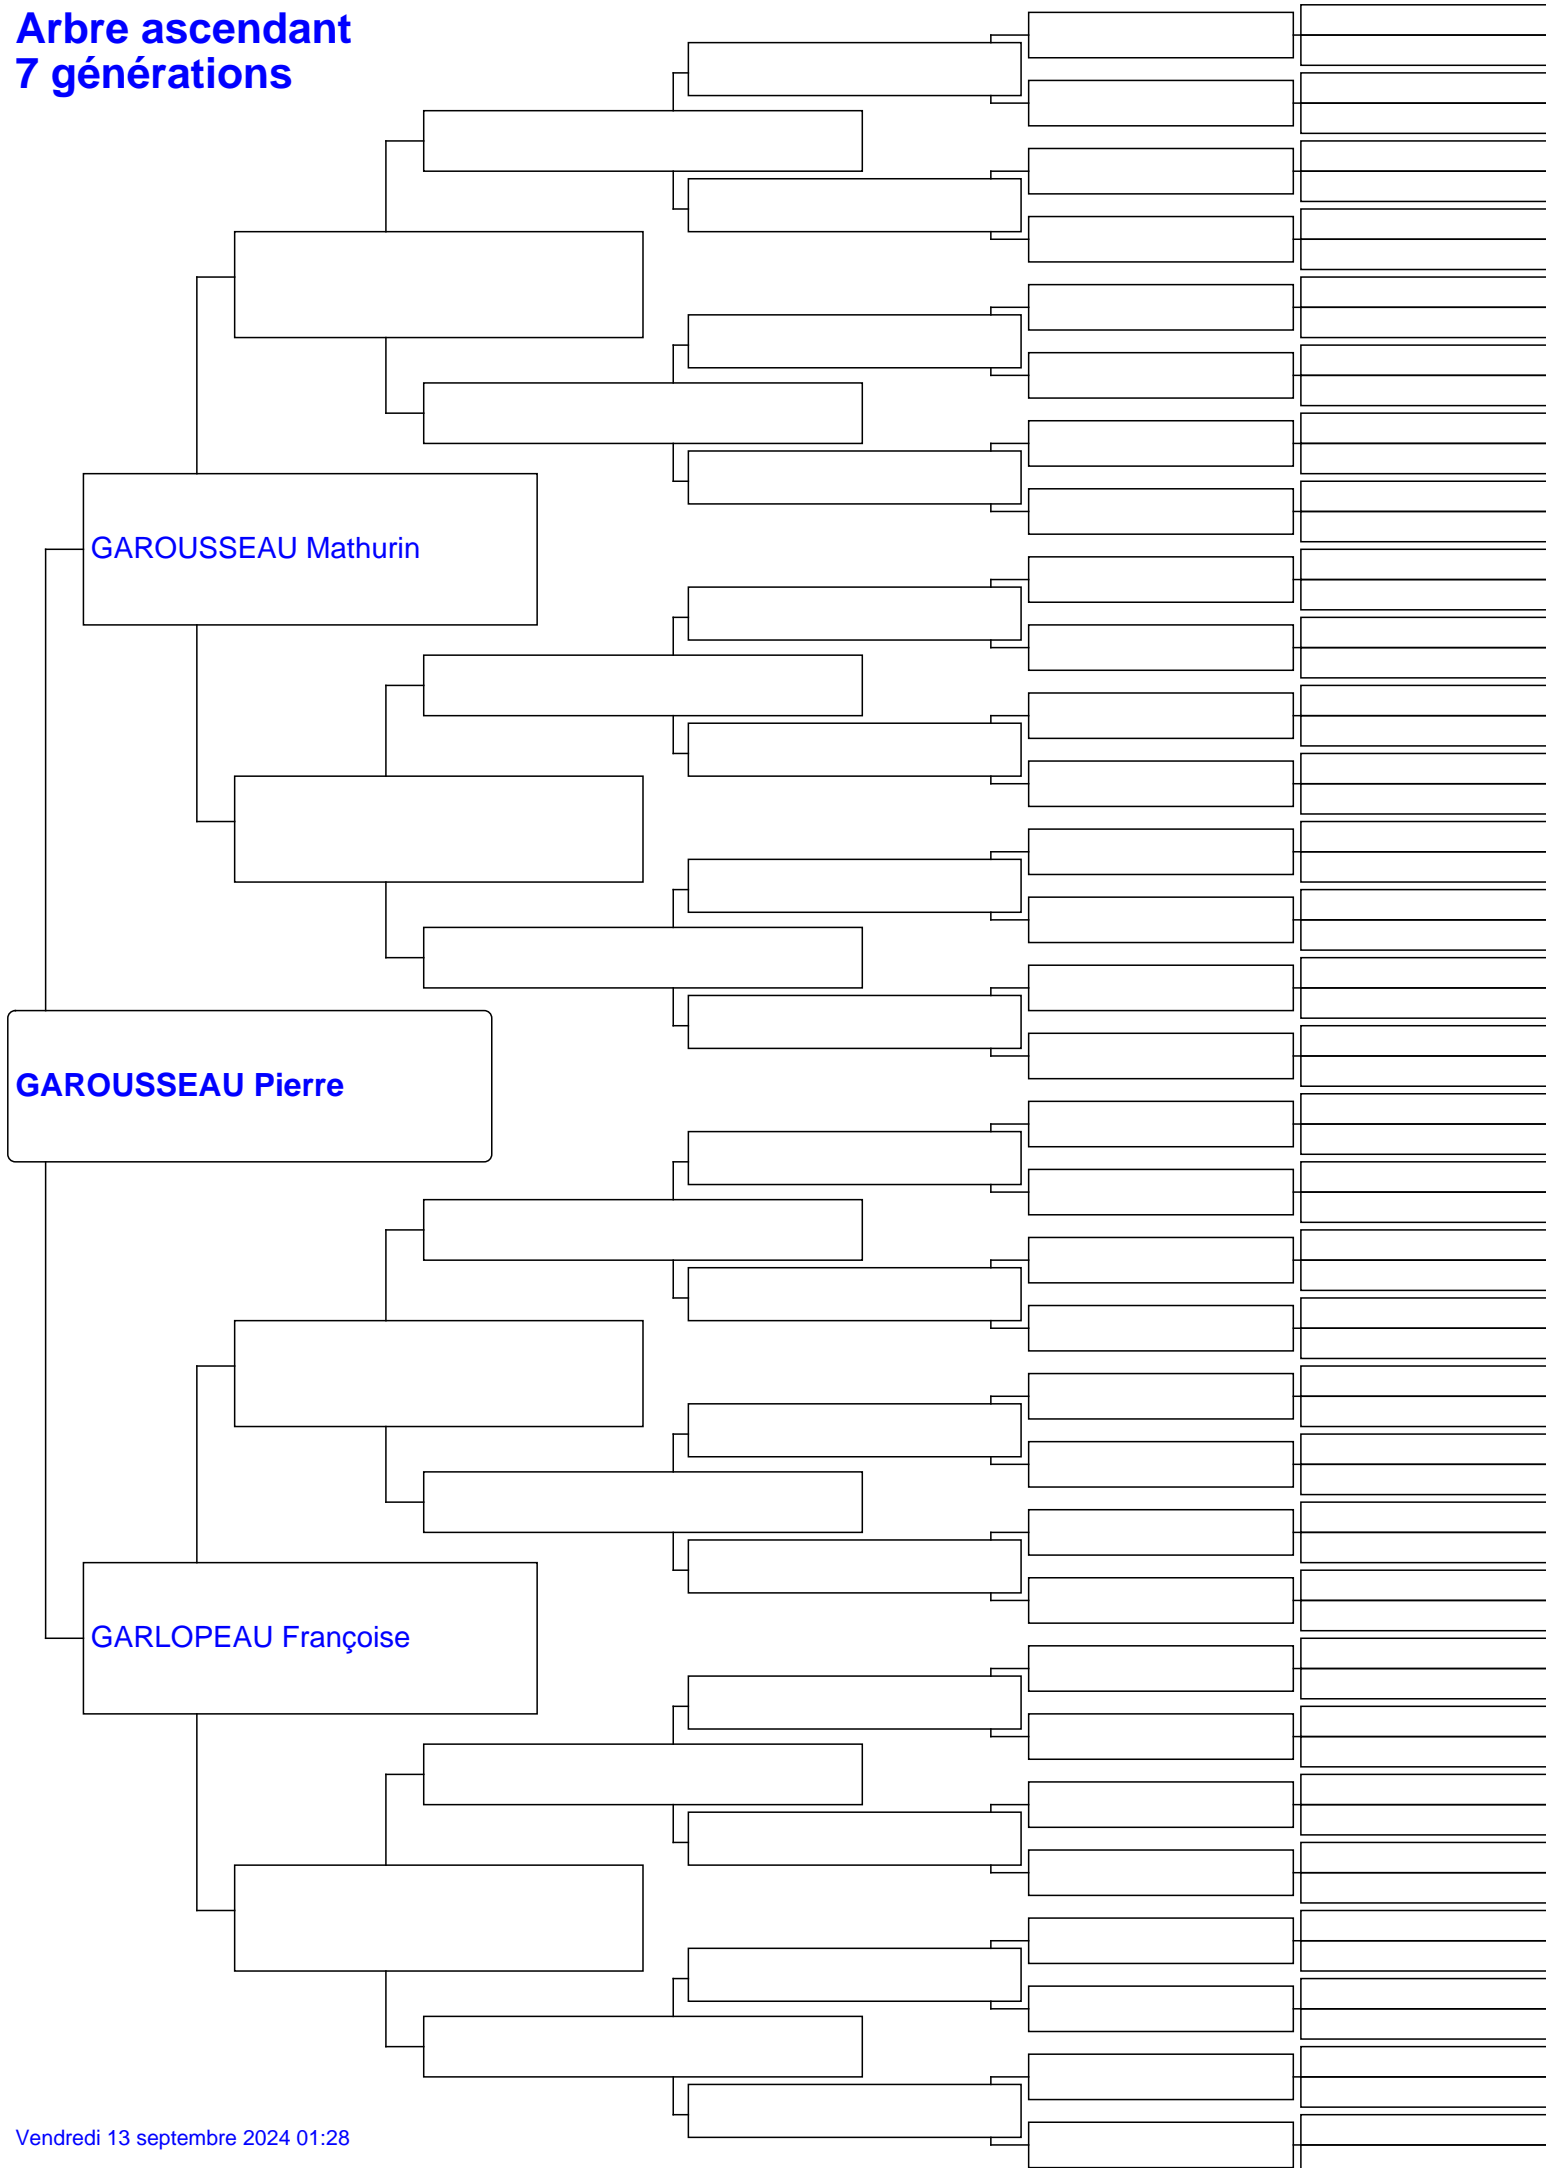 Arbre ascendant
7 générations
GAROUSSEAU Mathurin
GAROUSSEAU Pierre
GARLOPEAU Françoise
Vendredi 13 septembre 2024 01:28